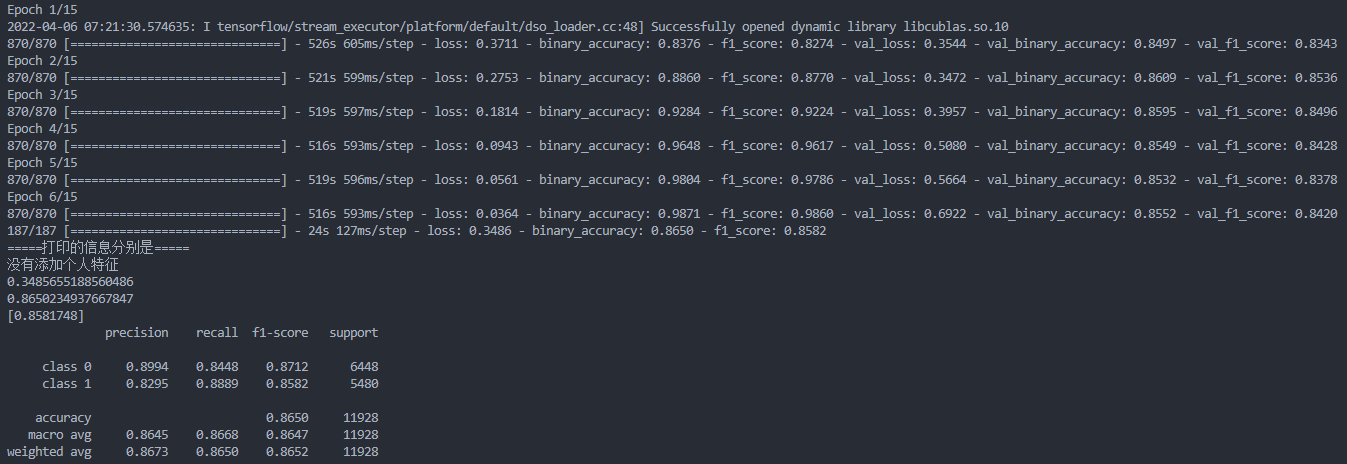 Epoch 1/15
2022-04-06 07:21:30.574635: I tensorflow/stream_executor/platform/default/dso_loader.cc:48] Successfully opened dynamic library libcublas.so.10
870/870 [==============================] - 526s 605ms/step - loss: 0.3711 - binary_accuracy: 0.8376 - f1_score: 0.8274 - val_loss: 0.3544 - val_binary_accuracy: 0.8497 - val_f1_score: 0.8343
Epoch 2/15
870/870 [==============================] - 521s 599ms/step - loss: 0.2753 - binary_accuracy: 0.8860 - f1_score: 0.8770 - val_loss: 0.3472 - val_binary_accuracy: 0.8609 - val_f1_score: 0.8536
Epoch 3/15
870/870 [==============================] - 519s 597ms/step - loss: 0.1814 - binary_accuracy: 0.9284 - f1_score: 0.9224 - val_loss: 0.3957 - val_binary_accuracy: 0.8595 - val_f1_score: 0.8496
Epoch 4/15
870/870 [==============================] - 516s 593ms/step - loss: 0.0943 - binary_accuracy: 0.9648 - f1_score: 0.9617 - val_loss: 0.5080 - val_binary_accuracy: 0.8549 - val_f1_score: 0.8428
Epoch 5/15
870/870 [==============================] - 519s 596ms/step - loss: 0.0561 - binary_accuracy: 0.9804 - f1_score: 0.9786 - val_loss: 0.5664 - val_binary_accuracy: 0.8532 - val_f1_score: 0.8378
Epoch 6/15
870/870 [==============================] - 516s 593ms/step - loss: 0.0364 - binary_accuracy: 0.9871 - f1_score: 0.9860 - val_loss: 0.6922 - val_binary_accuracy: 0.8552 - val_f1_score: 0.8420
187/187 [==============================] - 24s 127ms/step - loss: 0.3486 - binary_accuracy: 0.8650 - f1_score: 0.8582
=====打印的信息分别是=====
没有添加个人特征
0.3485655188560486
0.8650234937667847
[0.8581748]
precision recall f1-score support
class 0 0.8994 0.8448 0.8712 6448
class 1 0.8295 0.8889 0.8582 5480
accuracy 0.8650 11928
macro avg 0.8645 0.8668 0.8647 11928
weighted avg 0.8673 0.8650 0.8652 11928